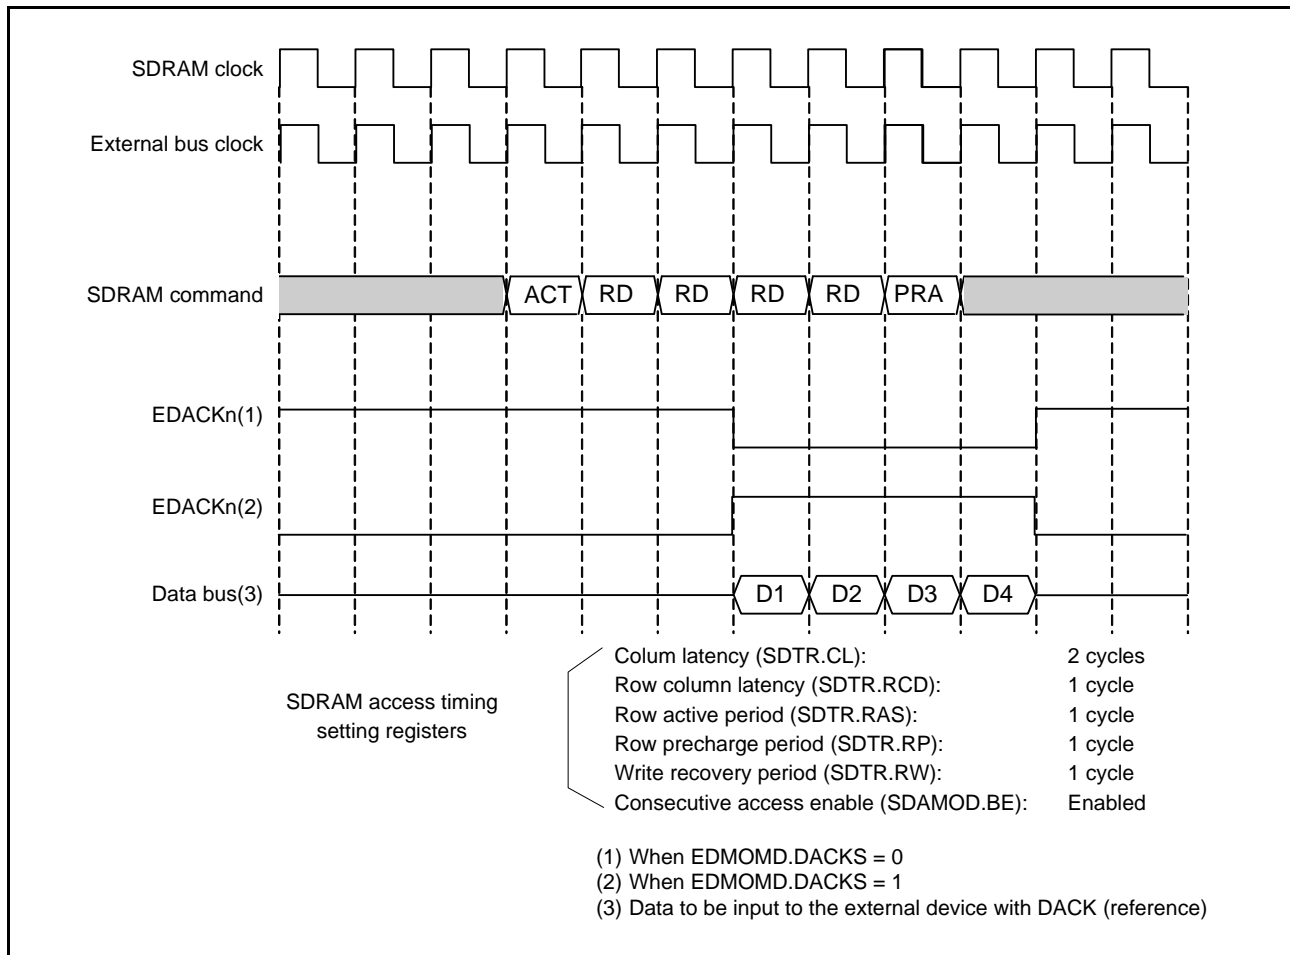 SDRAM clock
External bus clock
SDRAM command ACT RD RD RD RD PRA
EDACKn(1)
EDACKn(2)
Data bus(3) D1 D2 D3 D4
SDRAM access timing
setting registers
Colum latency (SDTR.CL): 2 cycles
Row column latency (SDTR.RCD): 1 cycle
Row active period (SDTR.RAS): 1 cycle
Row precharge period (SDTR.RP): 1 cycle
Write recovery period (SDTR.RW): 1 cycle
Consecutive access enable (SDAMOD.BE): Enabled
(1) When EDMOMD.DACKS = 0
(2) When EDMOMD.DACKS = 1
(3) Data to be input to the external device with DACK (reference)